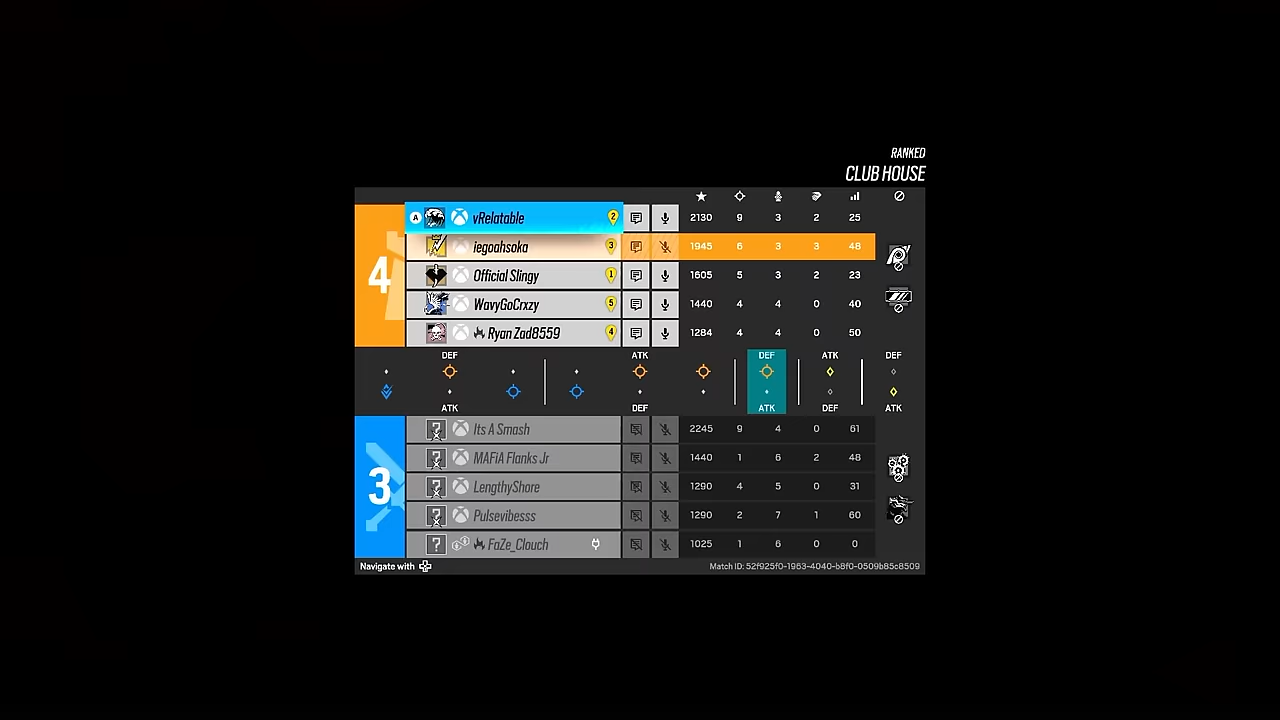 RANKED
CLUB HOUSE
4
A vRelatable 2 2130 9 3 2 25
iegoahsoka 3 1945 6 3 3 48
Official Slingy 1 1605 5 3 2 23
WavyGoCrxzy 5 1440 4 4 0 40
Ryan Zad8559 4 1284 4 4 0 50
DEF ATK DEF ATK DEF
ATK DEF ATK DEF ATK
3
? Its A Smash 2245 9 4 0 61
? MAFiA Flanks Jr 1440 1 6 2 48
? LengthyShore 1290 4 5 0 31
? Pulsevibesss 1290 2 7 1 60
? FaZe_Clouch 1025 1 6 0 0
Navigate with Match ID: 52f925f0-1963-4040-b8f0-0509b85c8509